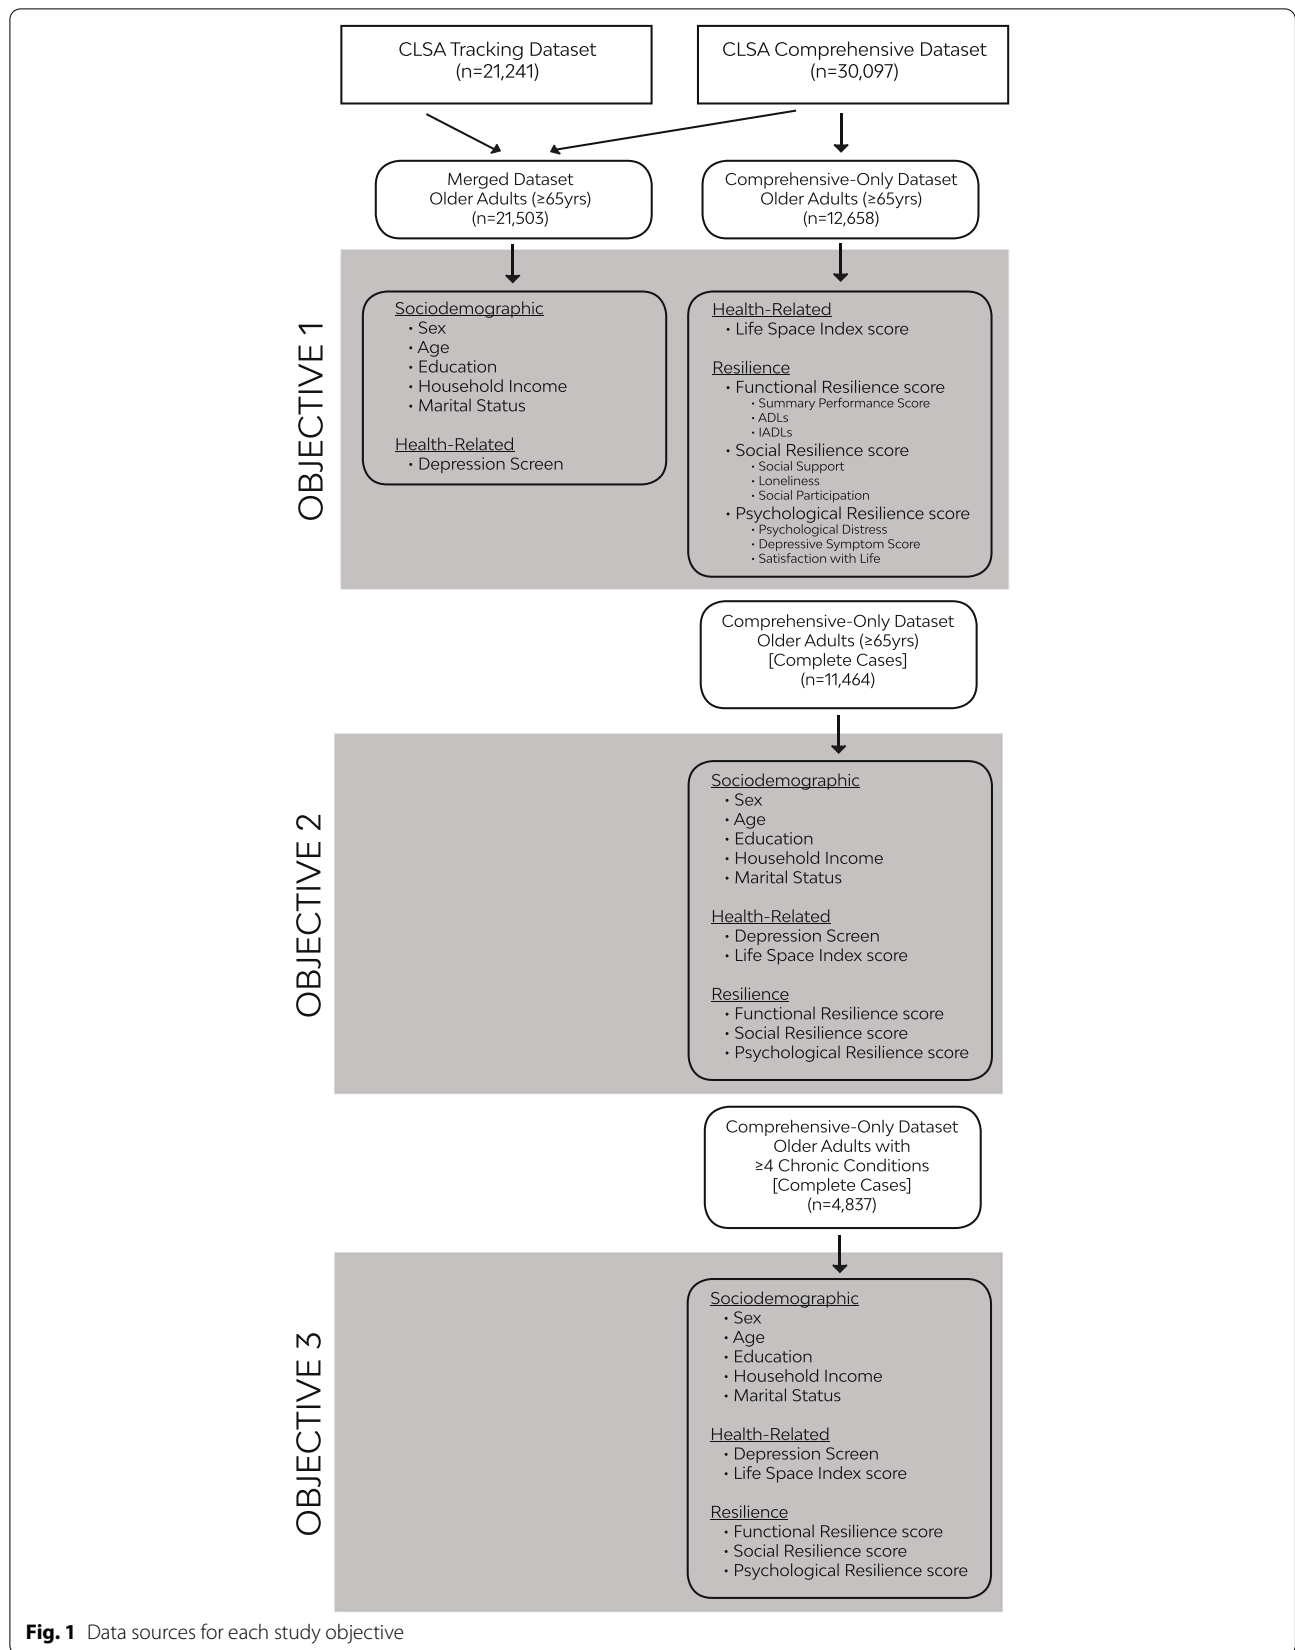 CLSA Tracking Dataset
(n=21,241)
CLSA Comprehensive Dataset
(n=30,097)
Merged Dataset
Older Adults (≥65yrs)
(n=21,503)
Comprehensive-Only Dataset
Older Adults (≥65yrs)
(n=12,658)
OBJECTIVE 1
Sociodemographic
• Sex
• Age
• Education
• Household Income
• Marital Status
Health-Related
• Depression Screen
Health-Related
• Life Space Index score
Resilience
• Functional Resilience score
• Summary Performance Score
• ADLs
• IADLs
• Social Resilience score
• Social Support
• Loneliness
• Social Participation
• Psychological Resilience score
• Psychological Distress
• Depressive Symptom Score
• Satisfaction with Life
Comprehensive-Only Dataset
Older Adults (≥65yrs)
[Complete Cases]
(n=11,464)
OBJECTIVE 2
Sociodemographic
• Sex
• Age
• Education
• Household Income
• Marital Status
Health-Related
• Depression Screen
• Life Space Index score
Resilience
• Functional Resilience score
• Social Resilience score
• Psychological Resilience score
Comprehensive-Only Dataset
Older Adults with
≥4 Chronic Conditions
[Complete Cases]
(n=4,837)
OBJECTIVE 3
Sociodemographic
• Sex
• Age
• Education
• Household Income
• Marital Status
Health-Related
• Depression Screen
• Life Space Index score
Resilience
• Functional Resilience score
• Social Resilience score
• Psychological Resilience score
Fig. 1 Data sources for each study objective